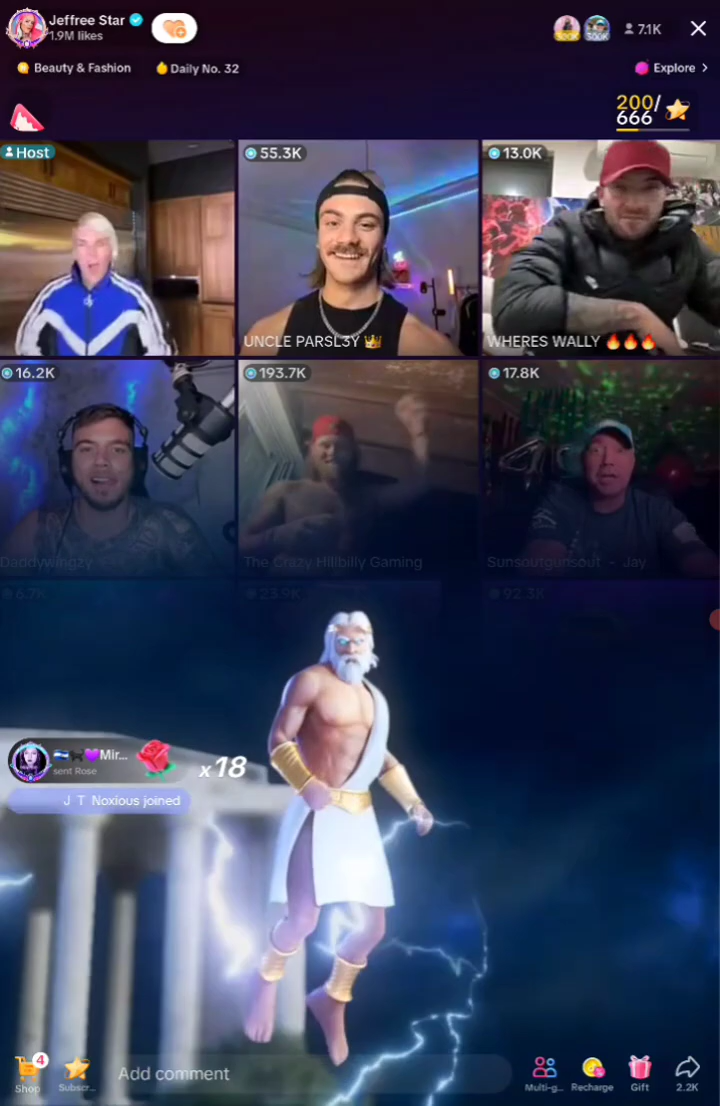 Jeffree Star
1.9M likes
7.1K
Beauty & Fashion
Daily No. 32
Explore >
200/
666
Host
55.3K
13.0K
UNCLE PARSL3Y
WHERES WALLY
16.2K
193.7K
17.8K
Daddywingzy
The Crazy Hillbilly Gaming
Sunsoutgunsout - Jay
6.7K
23.9K
92.3K
Mir...
sent Rose
x18
J T Noxious joined
4
Add comment
Shop
Subscr...
Multi-g...
Recharge
Gift
2.2K